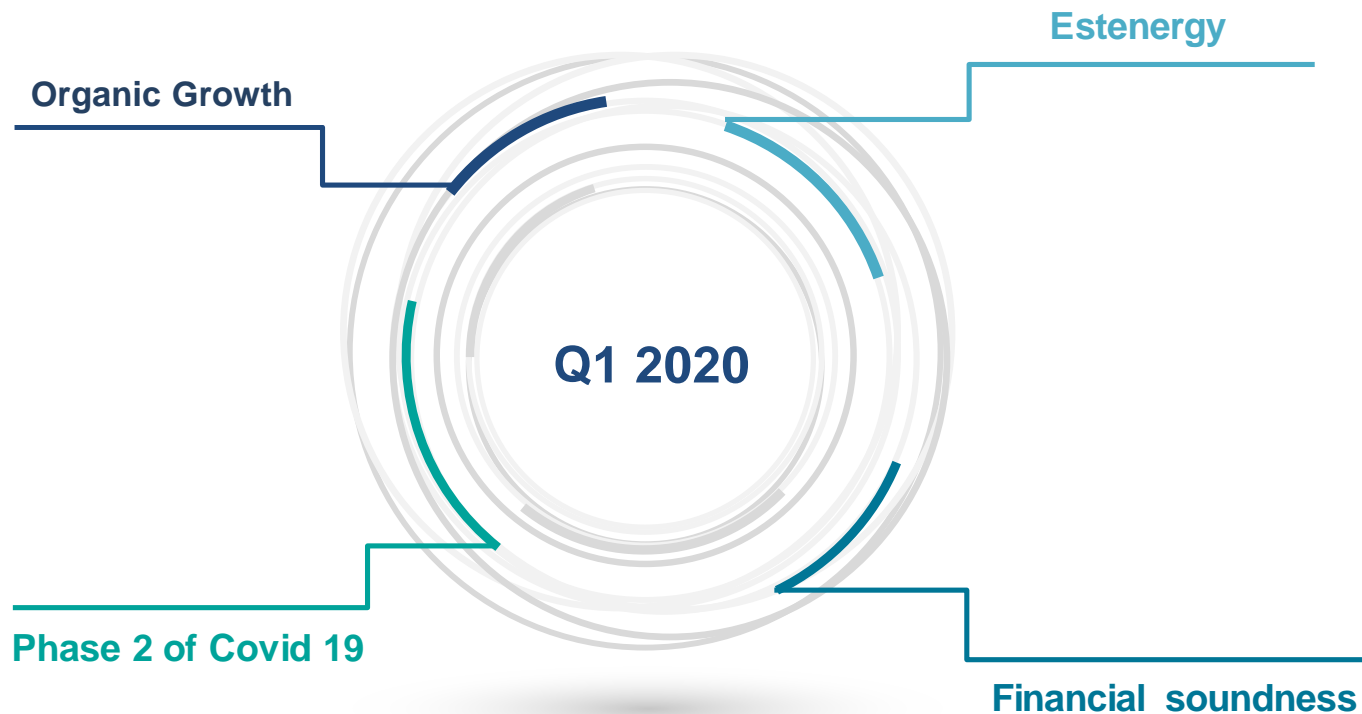 Estenergy
Organic Growth
Q1 2020
Phase 2 of Covid 19
Financial soundness